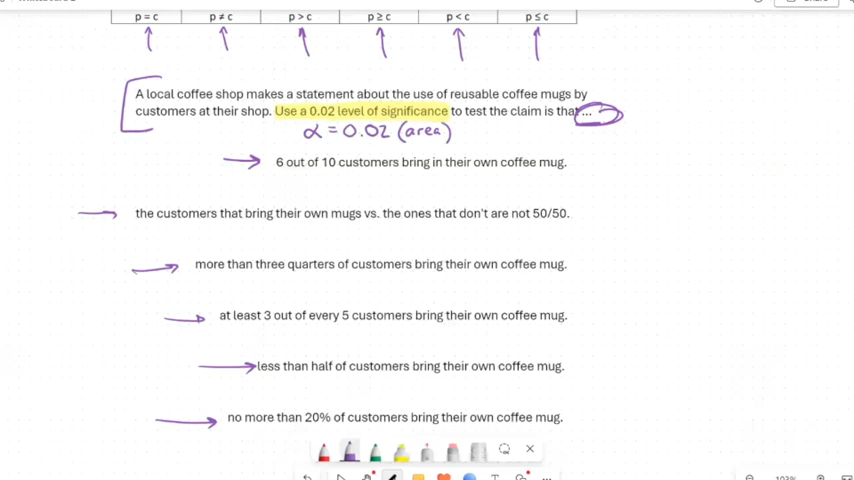 p = c p ≠ c p > c p ≥ c p < c p ≤ c
A local coffee shop makes a statement about the use of reusable coffee mugs by
customers at their shop. Use a 0.02 level of significance to test the claim is that ...
α = 0.02 (area)
6 out of 10 customers bring in their own coffee mug.
the customers that bring their own mugs vs. the ones that don't are not 50/50.
more than three quarters of customers bring their own coffee mug.
at least 3 out of every 5 customers bring their own coffee mug.
less than half of customers bring their own coffee mug.
no more than 20% of customers bring their own coffee mug.